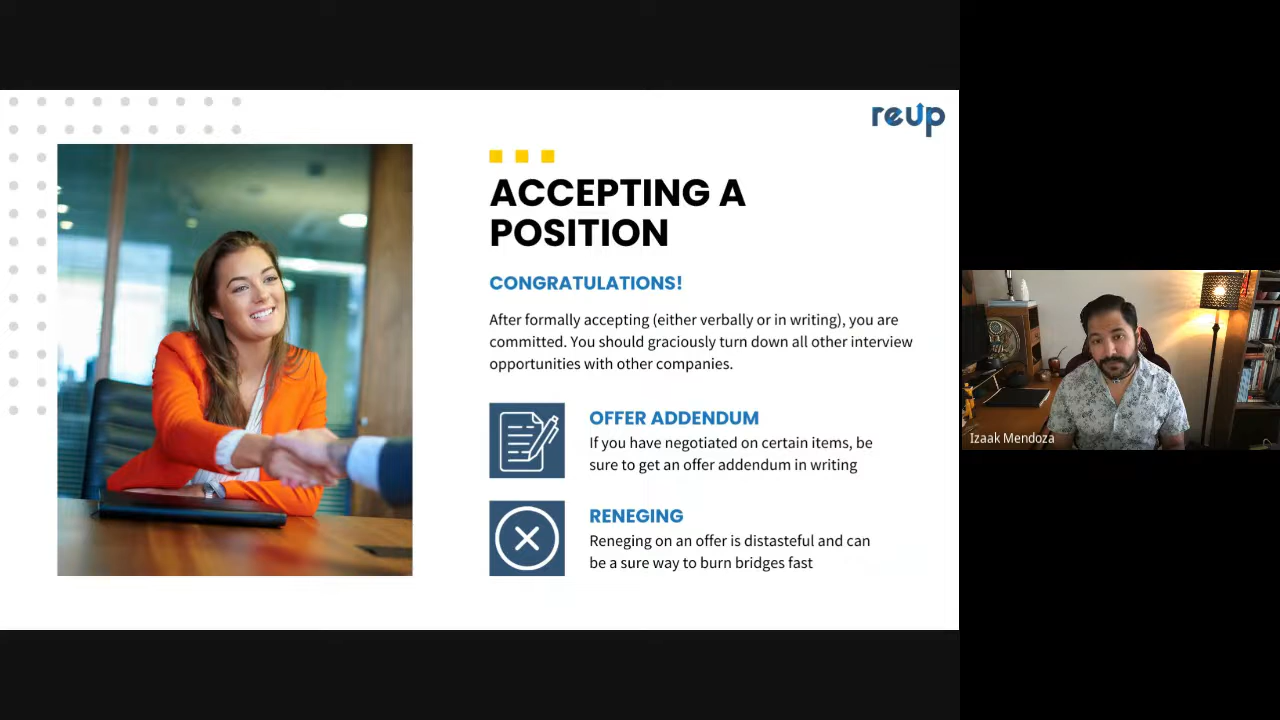 reup
ACCEPTING A
POSITION
CONGRATULATIONS!
After formally accepting (either verbally or in writing), you are
committed. You should graciously turn down all other interview
opportunities with other companies.
OFFER ADDENDUM
If you have negotiated on certain items, be
sure to get an offer addendum in writing
RENEGING
Reneging on an offer is distasteful and can
be a sure way to burn bridges fast
Izaak Mendoza